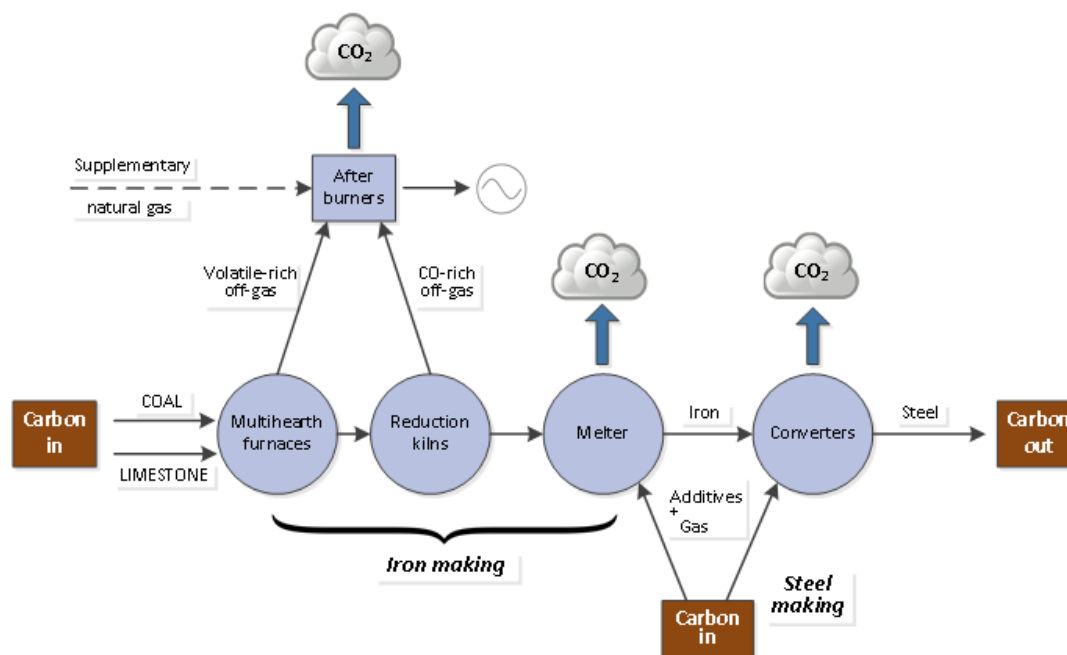 CO₂
Supplementary
natural gas
After
burners
Volatile-rich
off-gas
CO-rich
off-gas
CO₂
CO₂
Carbon
in
COAL
LIMESTONE
Multihearth
furnaces
Reduction
kilns
Melter
Iron
Converters
Steel
Carbon
out
Additives
+
Gas
Iron making
Steel
making
Carbon
in